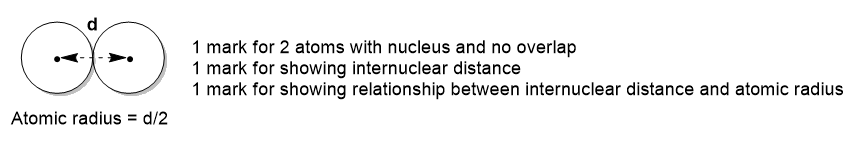 d
1 mark for 2 atoms with nucleus and no overlap
1 mark for showing internuclear distance
1 mark for showing relationship between internuclear distance and atomic radius
Atomic radius = d/2